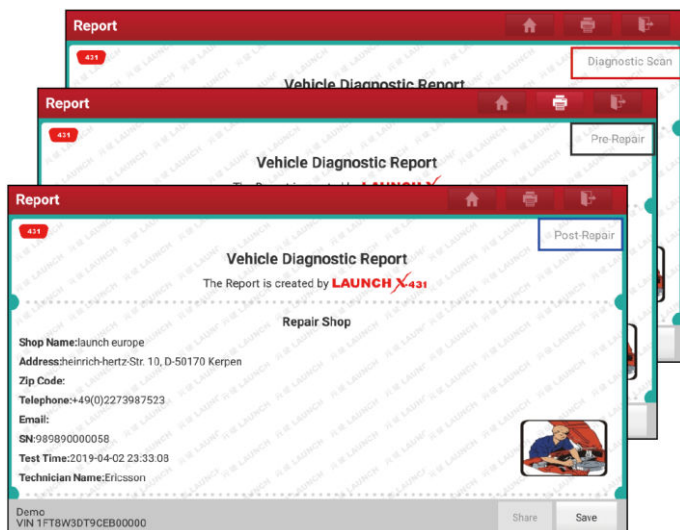 Report
431
Diagnostic Scan
Vehicle Diagnostic Report
Report
431
Pre-Repair
Vehicle Diagnostic Report
Report
431
Post-Repair
Vehicle Diagnostic Report
The Report is created by LAUNCH X-431
Repair Shop
Shop Name:launch europe
Address:heinrich-hertz-Str. 10, D-50170 Kerpen
Zip Code:
Telephone:+49(0)2273987523
Email:
SN:989890000058
Test Time:2019-04-02 23:33:08
Technician Name:Ericsson
Demo
VIN 1FT8W3DT9CEB00000
Share
Save